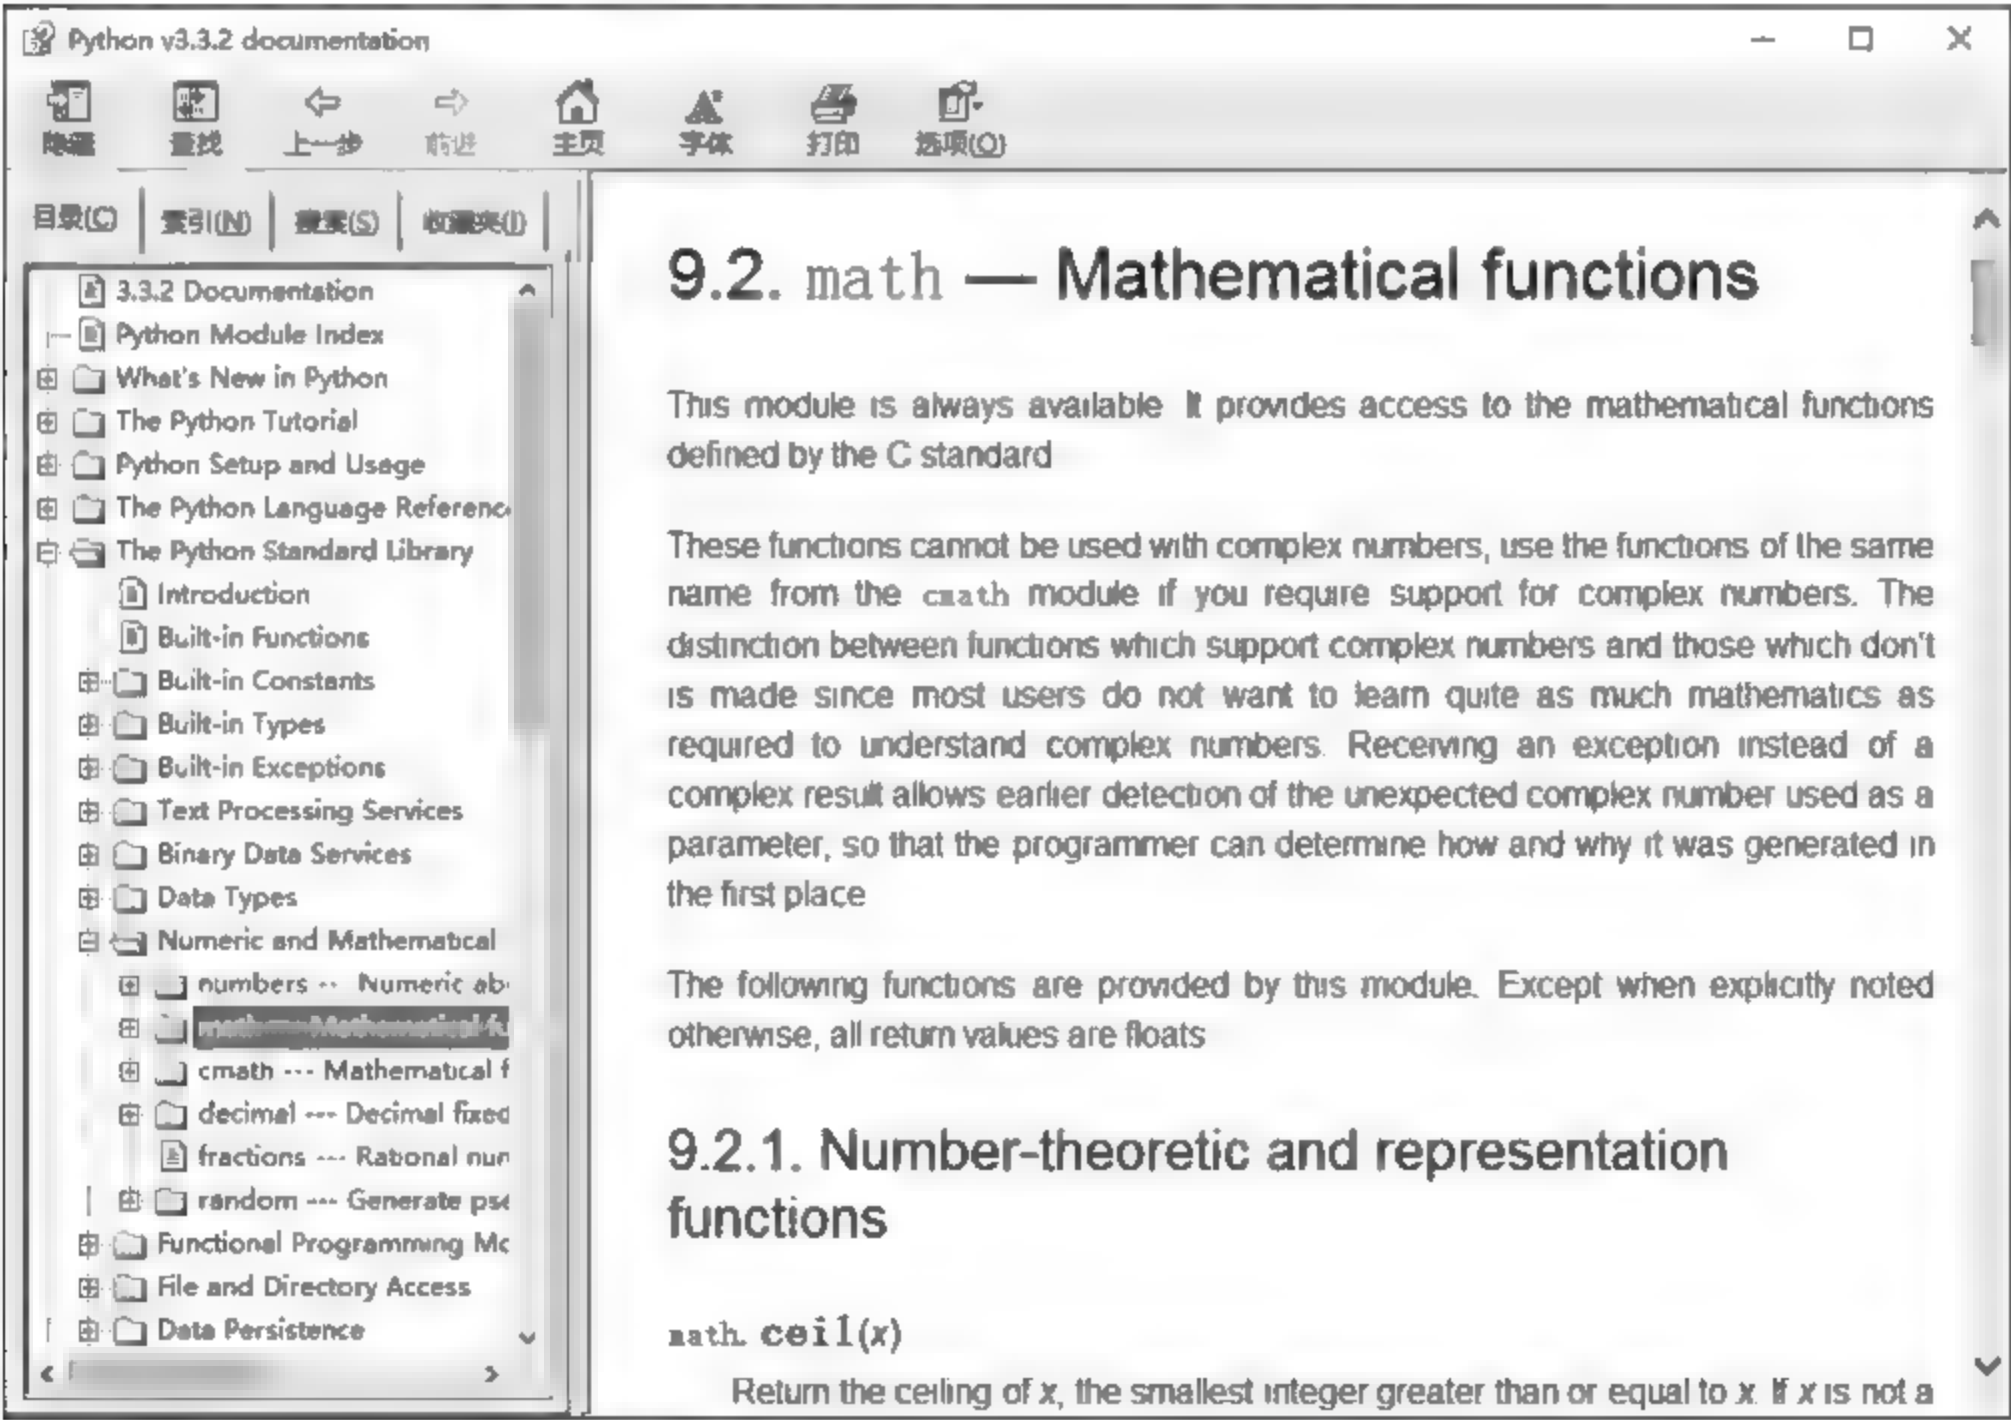 Python v3.3.2 documentation
隐藏 查找 上一步 前进 主页 字体 打印 选项(O)
目录(C) 索引(N) 搜索(S) 收藏夹(I)
3.3.2 Documentation
Python Module Index
What's New in Python
The Python Tutorial
Python Setup and Usage
The Python Language Referenc
The Python Standard Library
Introduction
Built-in Functions
Built-in Constants
Built-in Types
Built-in Exceptions
Text Processing Services
Binary Data Services
Data Types
Numeric and Mathematical
numbers -- Numeric ab
math --- Mathematical fu
cmath --- Mathematical f
decimal --- Decimal fixed
fractions --- Rational nun
random --- Generate pse
Functional Programming Mo
File and Directory Access
Data Persistence
9.2. math — Mathematical functions
This module is always available It provides access to the mathematical functions
defined by the C standard
These functions cannot be used with complex numbers, use the functions of the same
name from the cmath module if you require support for complex numbers. The
distinction between functions which support complex numbers and those which don't
is made since most users do not want to learn quite as much mathematics as
required to understand complex numbers. Receiving an exception instead of a
complex result allows earlier detection of the unexpected complex number used as a
parameter, so that the programmer can determine how and why it was generated in
the first place
The following functions are provided by this module. Except when explicitly noted
otherwise, all return values are floats
9.2.1. Number-theoretic and representation
functions
math. ceil(x)
Return the ceiling of x, the smallest integer greater than or equal to x. If x is not a